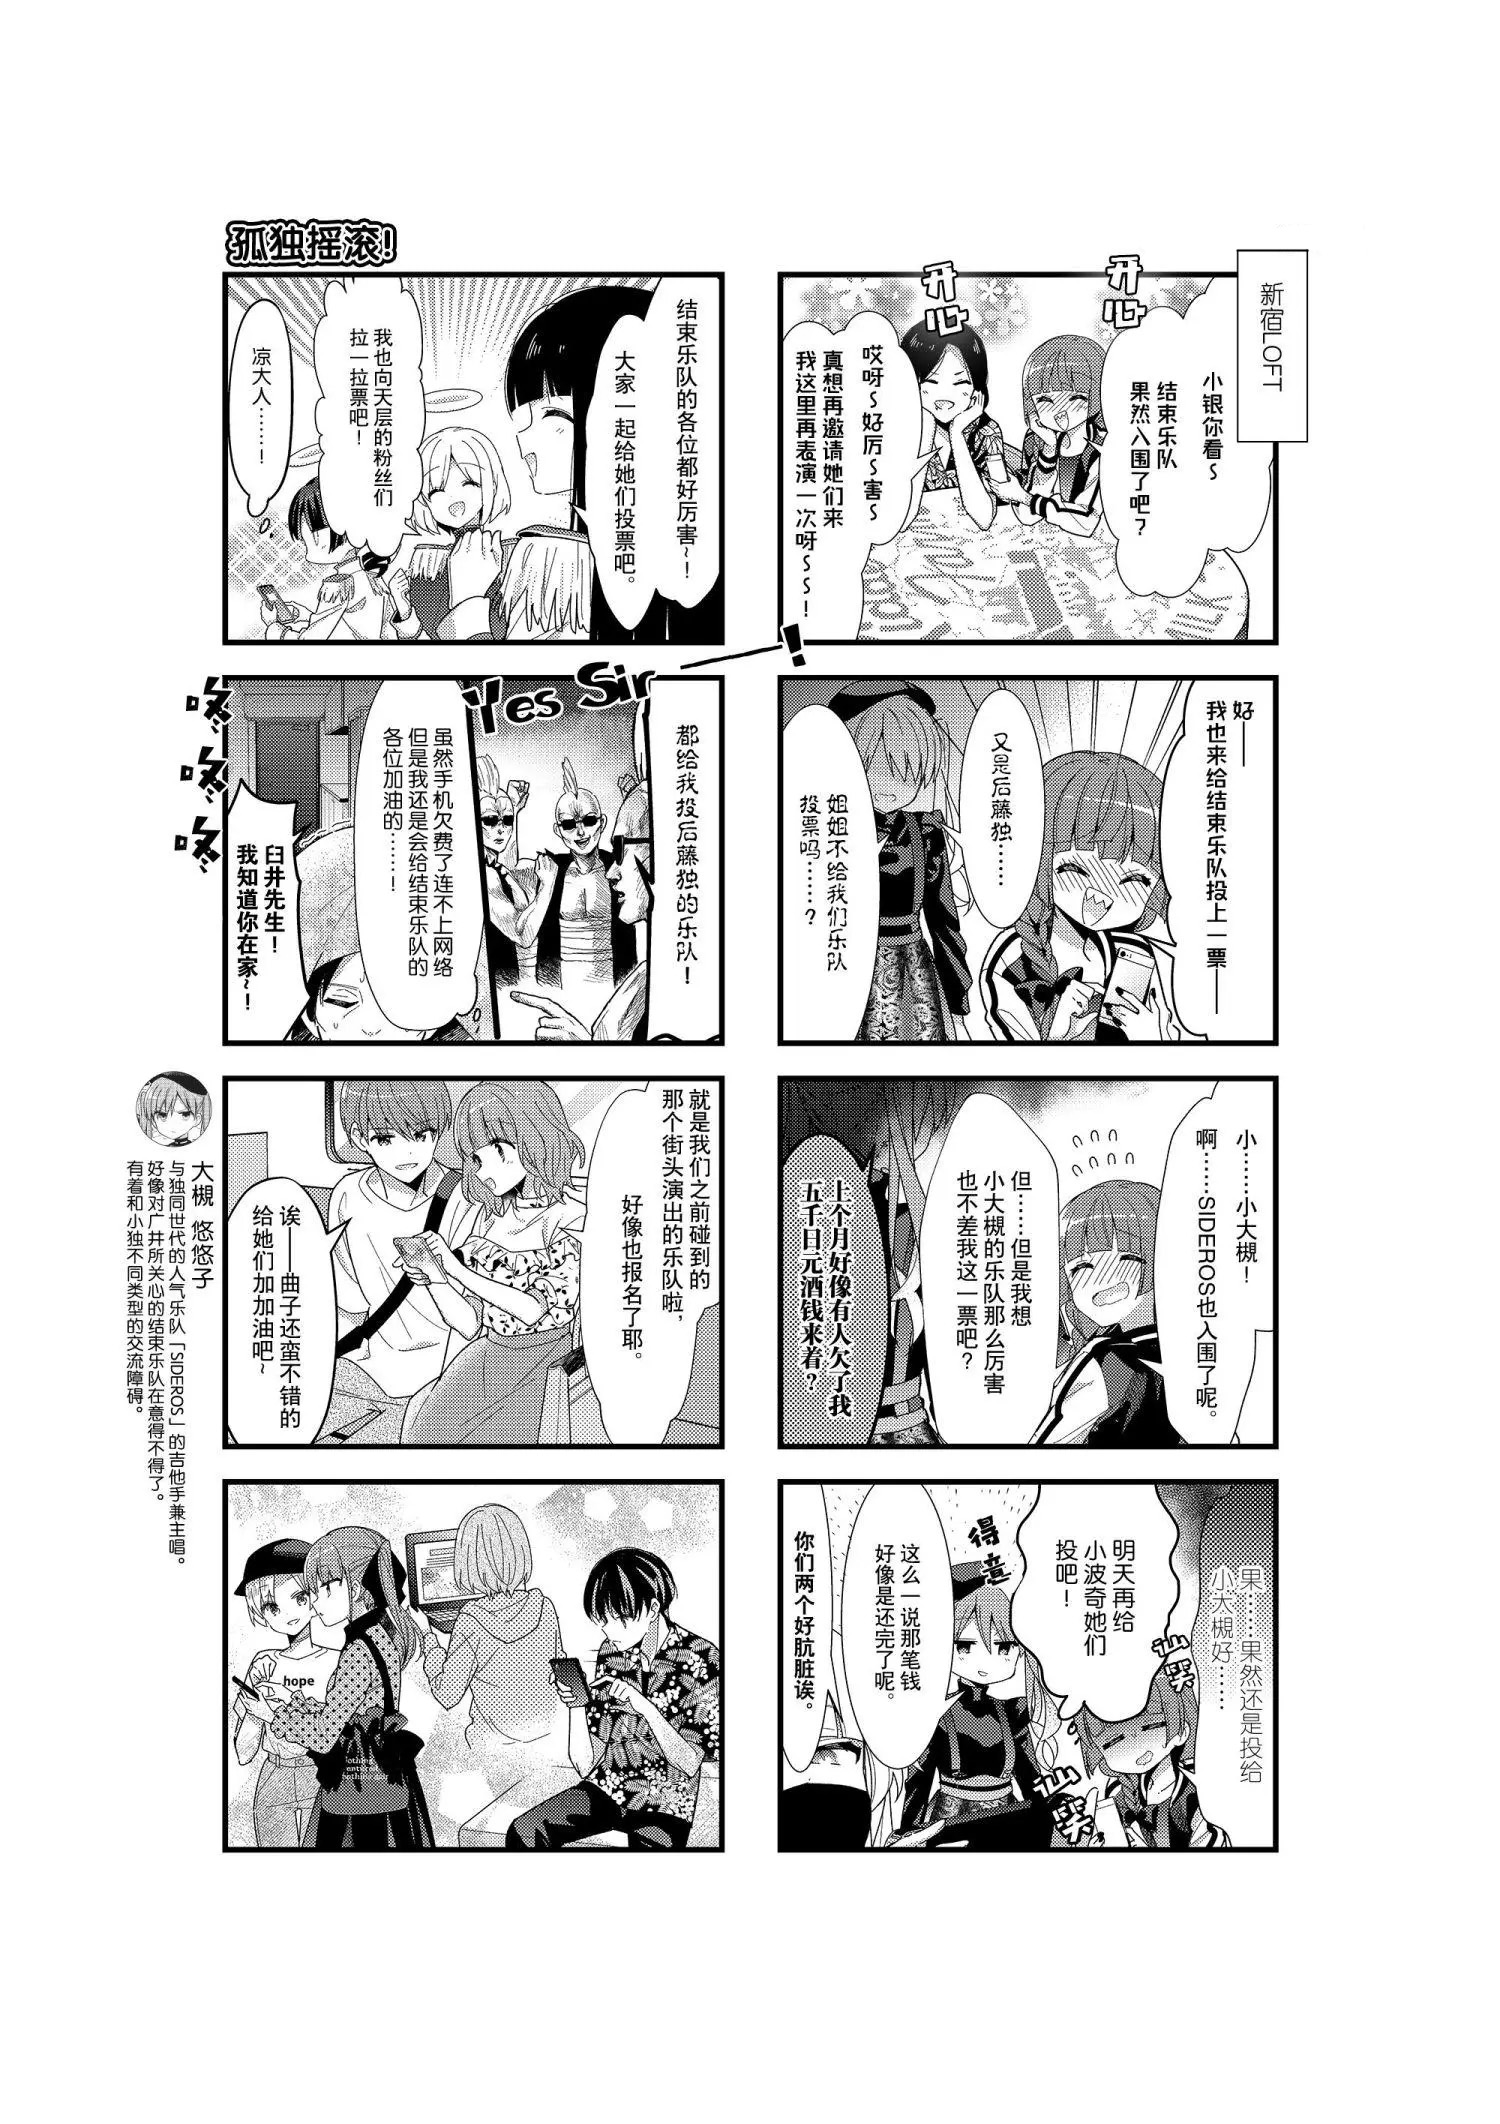 孤独摇滚!
新宿LOFT
开心
开心
小银你看~
结束乐队
果然入围了吧?
哎呀~好厉~害~
真想再邀请她们来
我这里再表演一次呀~~!
好——
我也来给结束乐队投上一票——
又是后藤独……
姐姐不给我们乐队
投票吗……?
小……小大槻!
啊……SIDEROS也入围了呢。
但……但是我想
小大槻的乐队那么厉害
也不差我这一票吧?
上个月好像有人欠了我
五千日元酒钱来着?
果……果然还是投给
小大槻好……
讪笑
讪笑
明天再给
小波奇她们
投吧!
得意
这么一说那笔钱
好像是还完了呢。
你们两个好肮脏诶。
结束乐队的各位都好厉害~!
大家一起给她们投票吧。
我也向天层的粉丝们
拉一拉票吧!
凉大人……!
都给我投后藤独的乐队!
Yes Sir——!
虽然手机欠费了连不上网络
但是我还是会给结束乐队的
各位加油的……!
咚
咚
咚
臼井先生!
我知道你在家~!
就是我们之前碰到的
那个街头演出的乐队啦,
好像也报名了耶。
诶——曲子还蛮不错的
给她们加加油吧~
hope
othing
entured
nothing
大槻 悠悠子
与独同世代的人气乐队「SIDEROS」的吉他手兼主唱。
好像对广井所关心的结束乐队在意得不得了。
有着和小独不同类型的交流障碍。